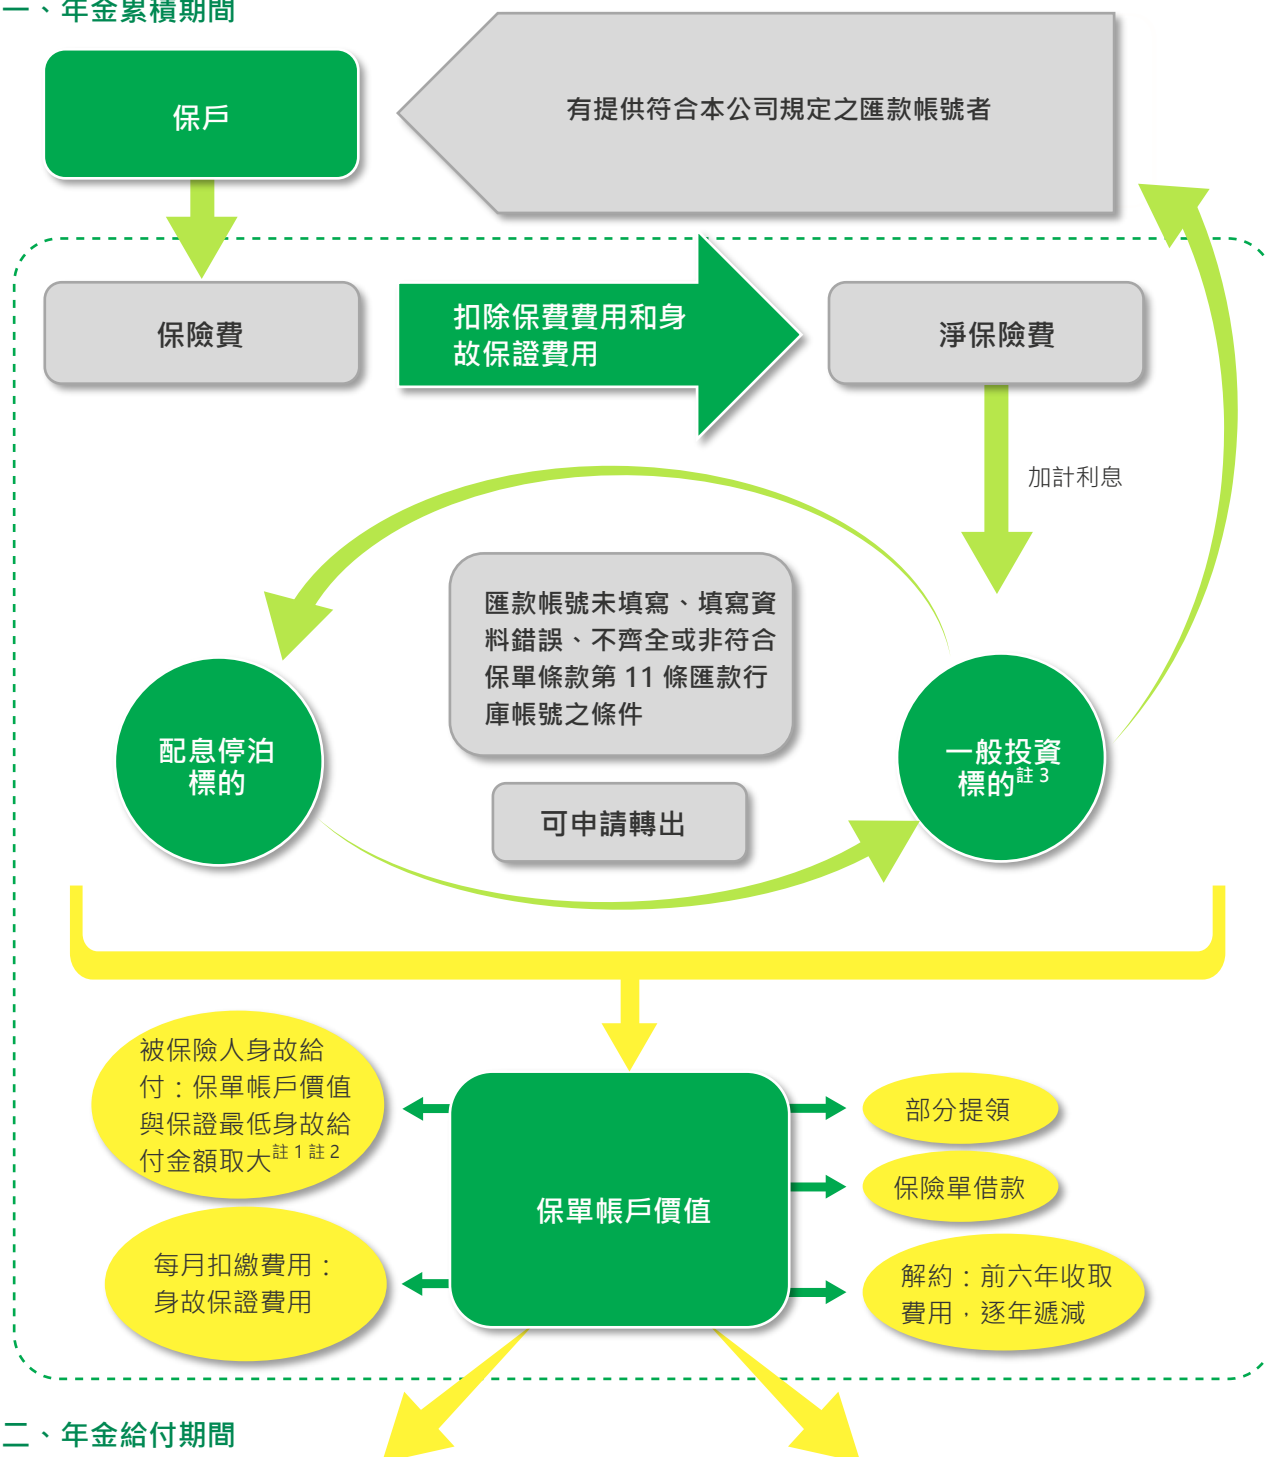 一、年金累積期間
保戶
有提供符合本公司規定之匯款帳號者
保險費
扣除保費費用和身
故保證費用
淨保險費
加計利息
匯款帳號未填寫、填寫資
料錯誤、不齊全或非符合
保單條款第 11 條匯款行
庫帳號之條件
配息停泊
標的
一般投資
標的註 3
可申請轉出
被保險人身故給
付：保單帳戶價值
與保證最低身故給
付金額取大註 1 註 2
每月扣繳費用：
身故保證費用
保單帳戶價值
部分提領
保險單借款
解約：前六年收取
費用，逐年遞減
二、年金給付期間